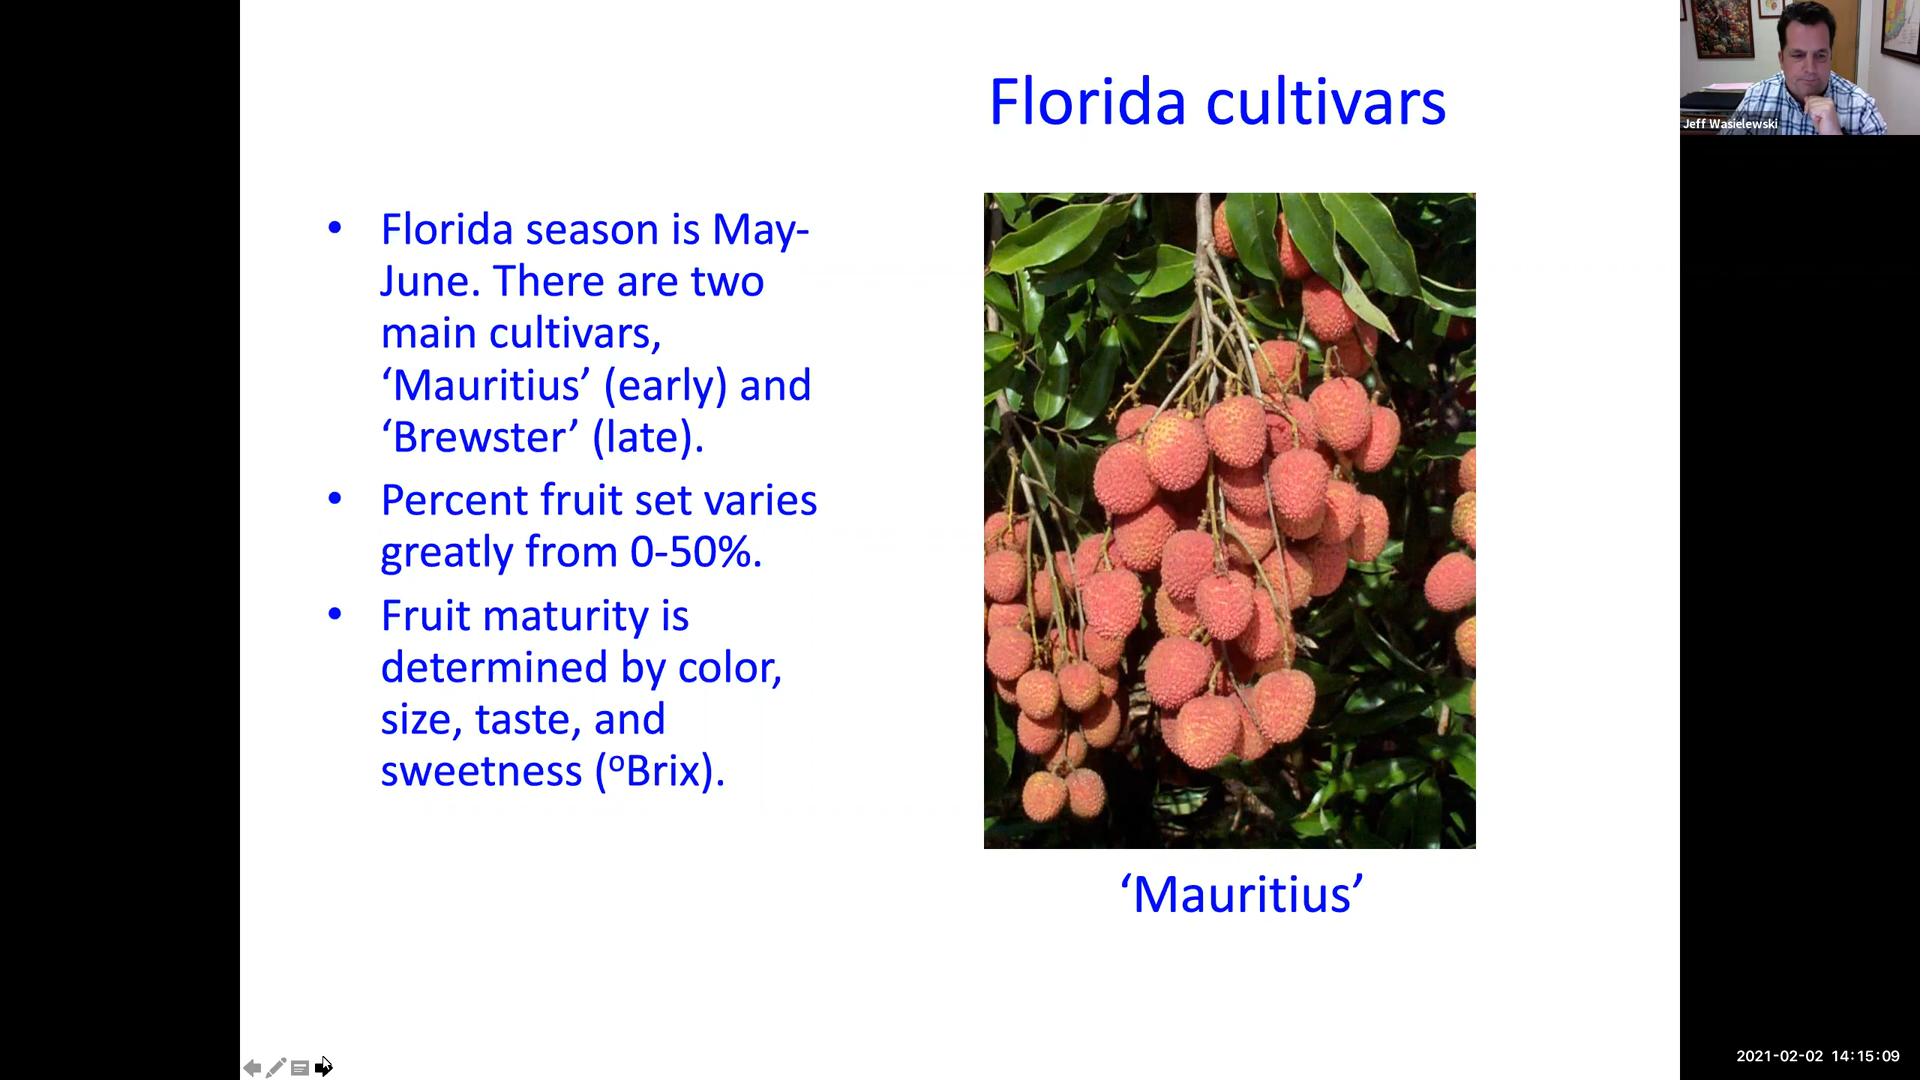 Florida cultivars
• Florida season is May-
June. There are two
main cultivars,
‘Mauritius’ (early) and
‘Brewster’ (late).
• Percent fruit set varies
greatly from 0-50%.
• Fruit maturity is
determined by color,
size, taste, and
sweetness (ºBrix).
‘Mauritius’
Jeff Wasielewski
2021-02-02 14:15:09